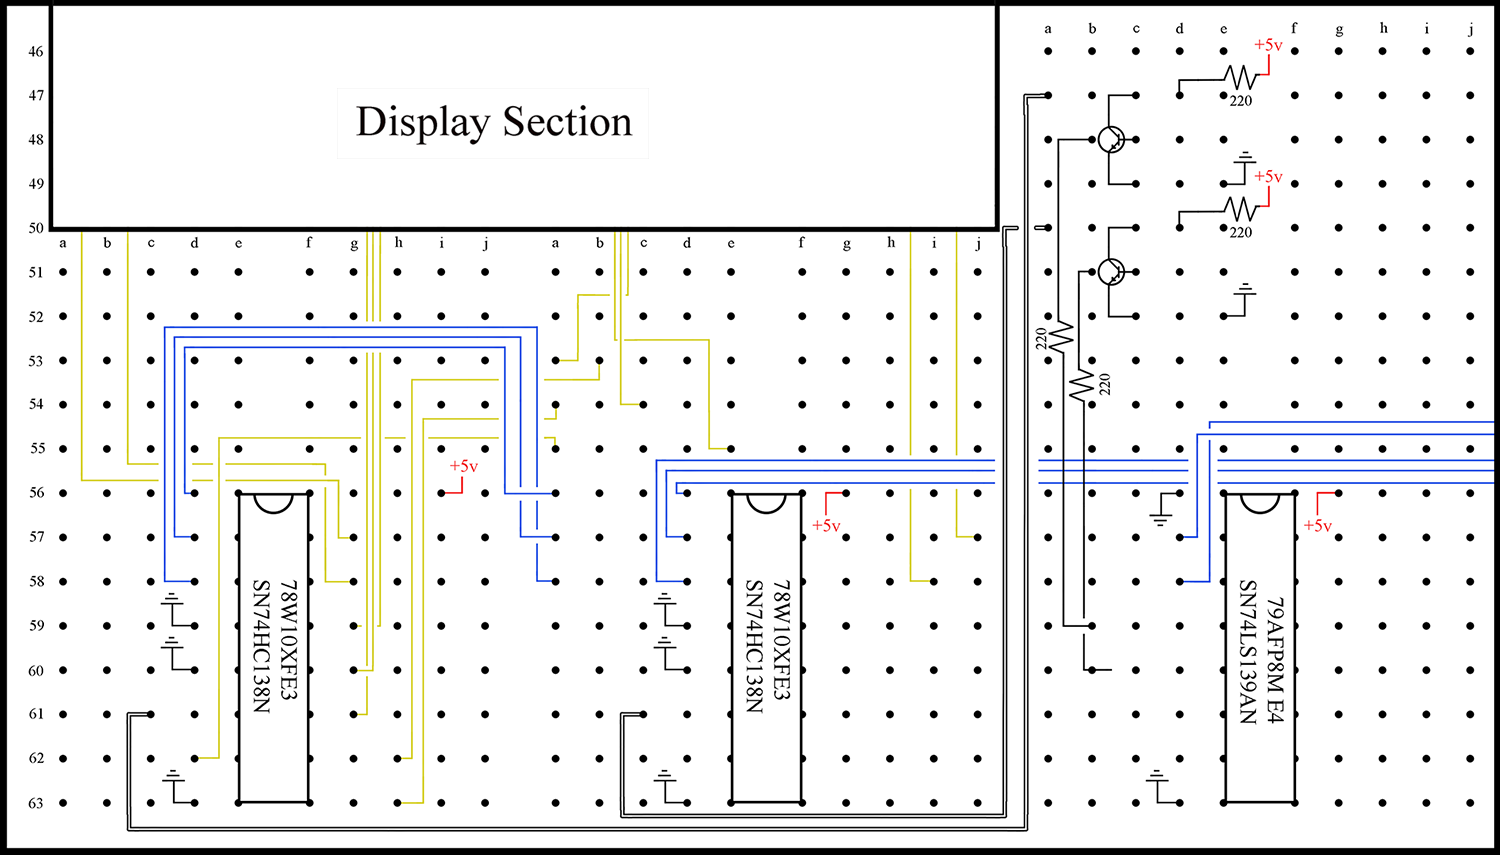 a b c d e f g h i j
46
+5v
47
220
Display Section
48
49
+5v
50
220
a b c d e f g h i j a b c d e f g h i j
51
52
220
53
220
54
55
+5v
56
+5v
+5v
57
58
59
60
61
62
63
78W10XFE3
SN74HC138N
78W10XFE3
SN74HC138N
79AFP8M E4
SN74LS139AN